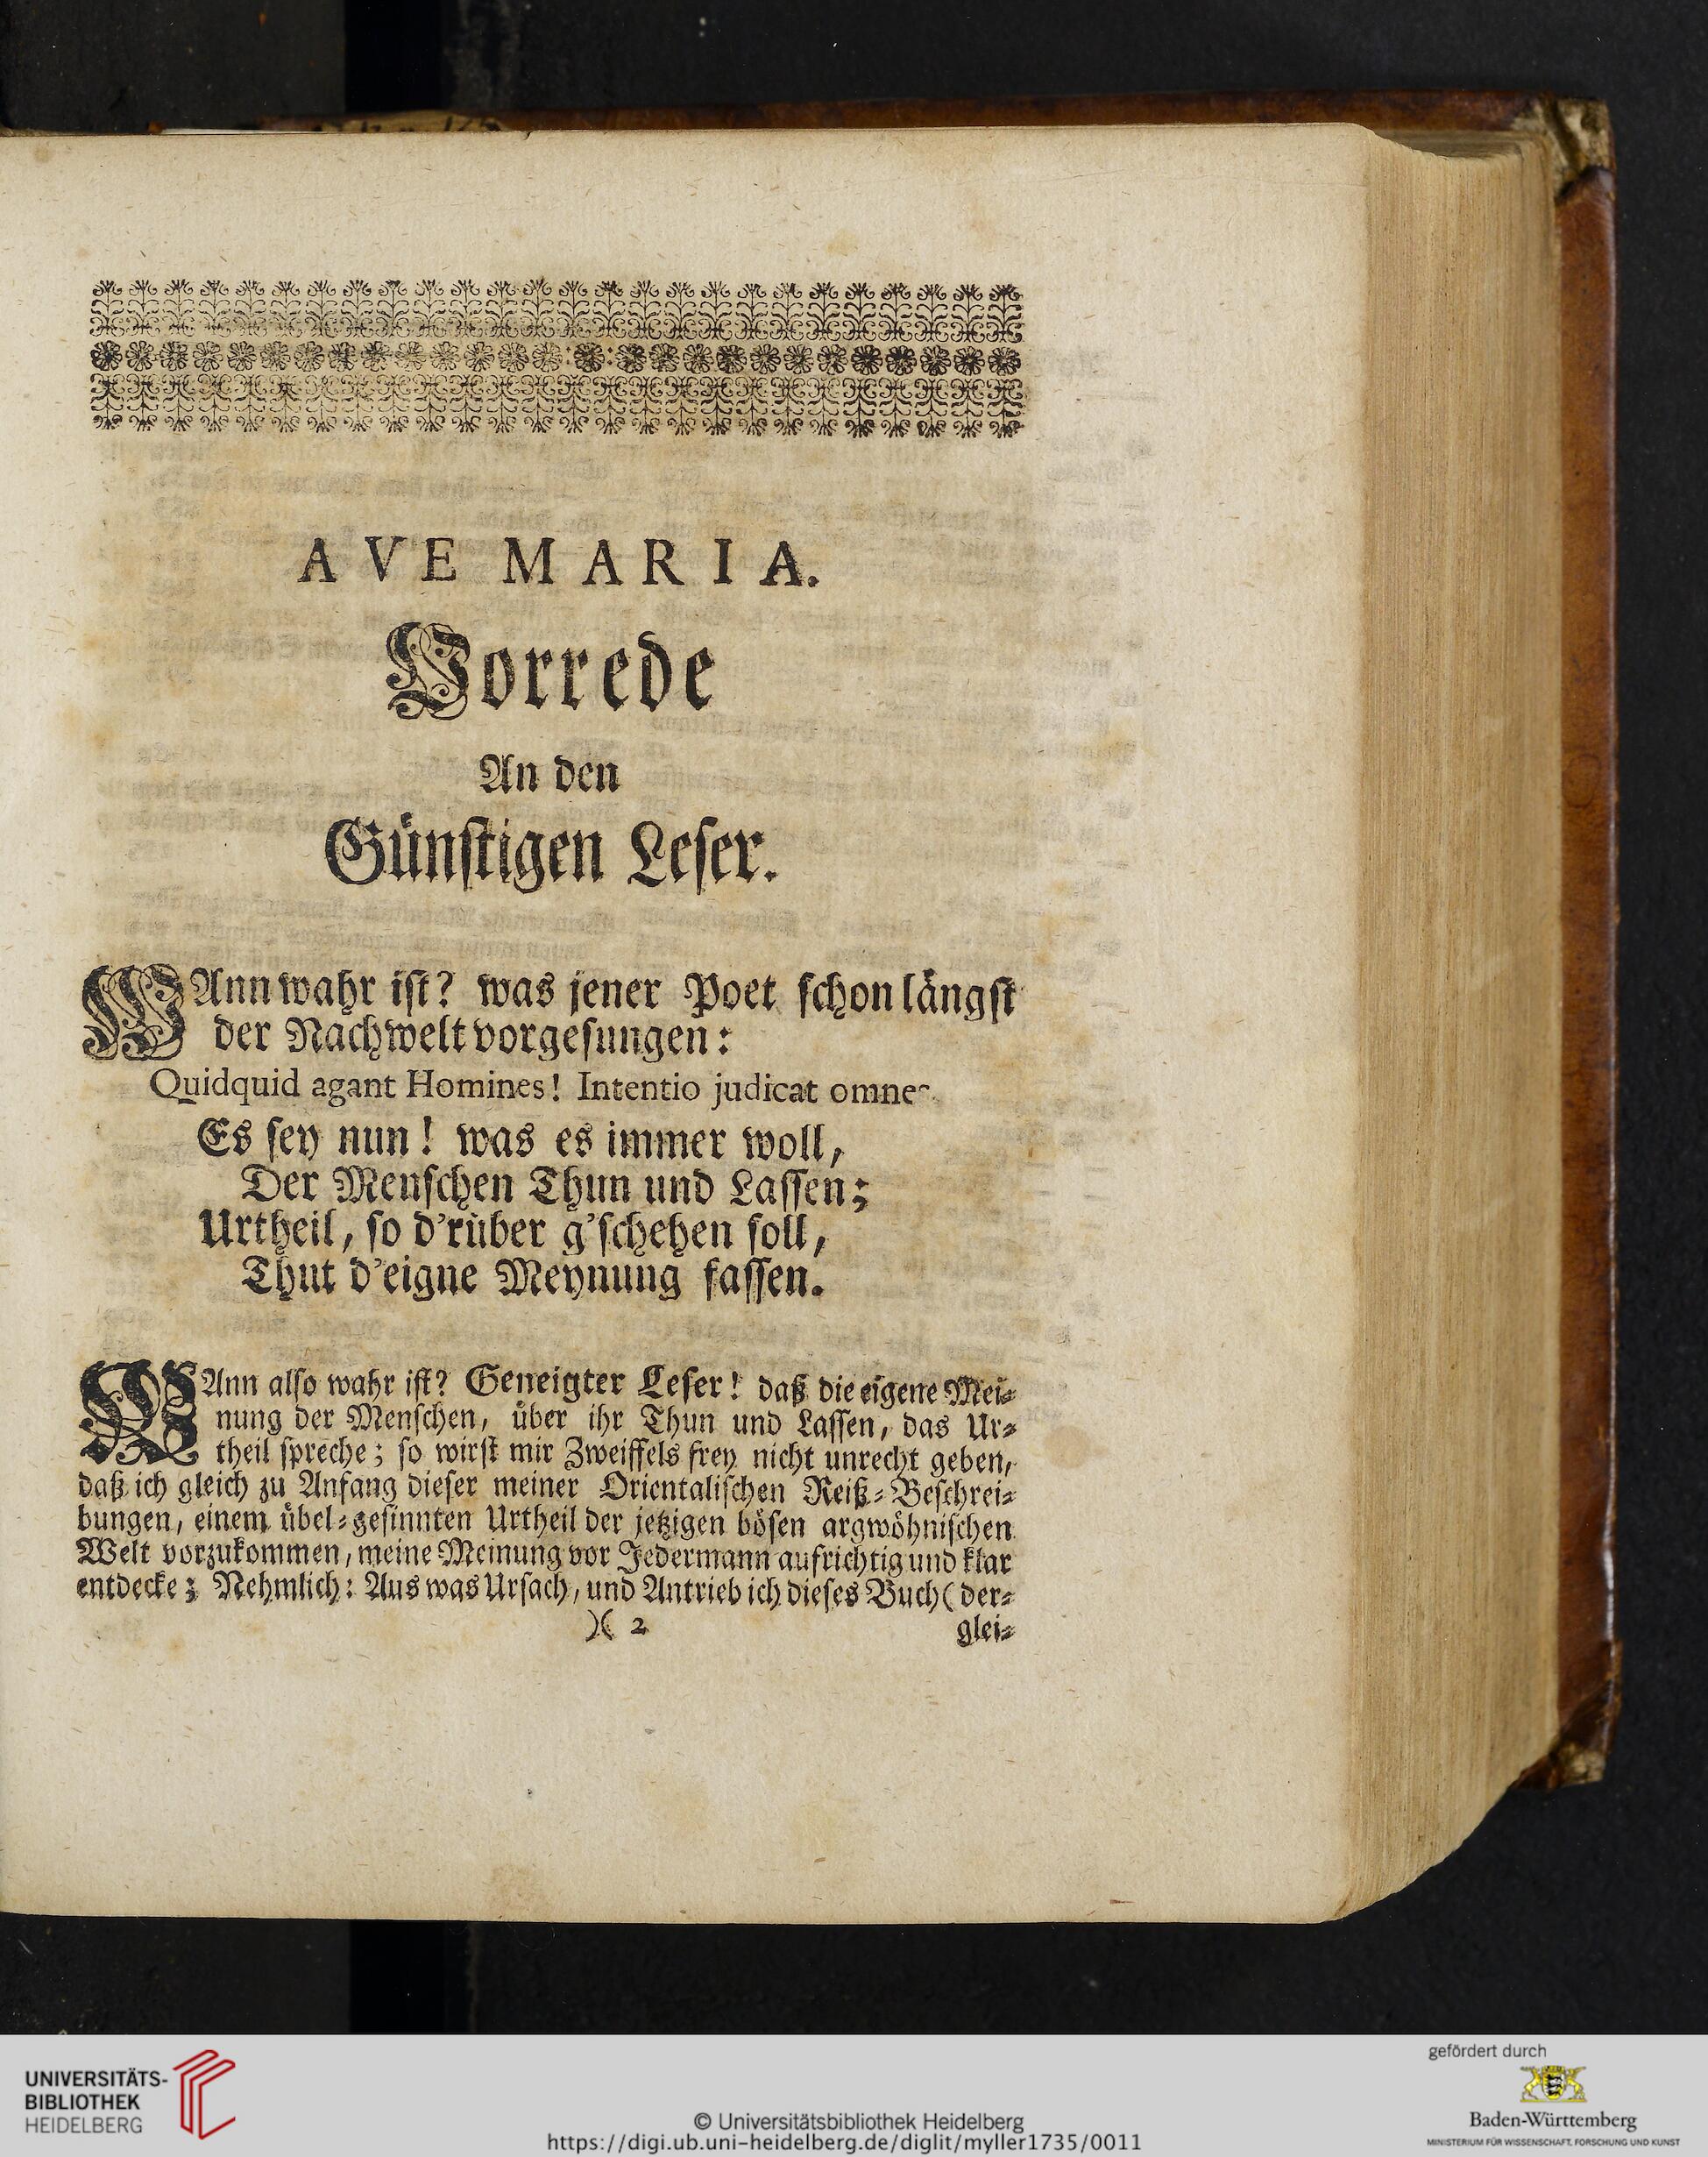 AVE MARIA.
Vorrede
An den
Günstigen Leser.
WAnn wahr ist? was jener Poet schon längst
der Nachwelt vorgesungen:
Quidquid agant Homines! Intentio judicat omnes
Es sey nun! was es immer woll,
Der Menschen Thun und Lassen;
Urtheil, so d'rüber g'schehen soll,
Thut d'eigne Meynung fassen.
WAnn also wahr ist? Geneigter Leser! daß die eigene Mei-
nung der Menschen, über ihr Thun und Lassen, das Ur-
theil spreche; so wirst mir Zweiffels frey nicht unrecht geben,
daß ich gleich zu Anfang dieser meiner Orientalischen Reiß-Beschrei-
bungen, einem übel-gesinnten Urtheil der jetzigen bösen argwöhnischen
Welt vorzukommen, meine Meinung vor Jedermann aufrichtig und klar
entdecke; Nehmlich: Aus was Ursach, und Antrieb ich dieses Buch (der-
)( 2
glei-
UNIVERSITÄTS-
BIBLIOTHEK
HEIDELBERG
© Universitätsbibliothek Heidelberg
https://digi.ub.uni-heidelberg.de/diglit/myller1735/0011
gefördert durch
Baden-Württemberg
MINISTERIUM FÜR WISSENSCHAFT, FORSCHUNG UND KUNST